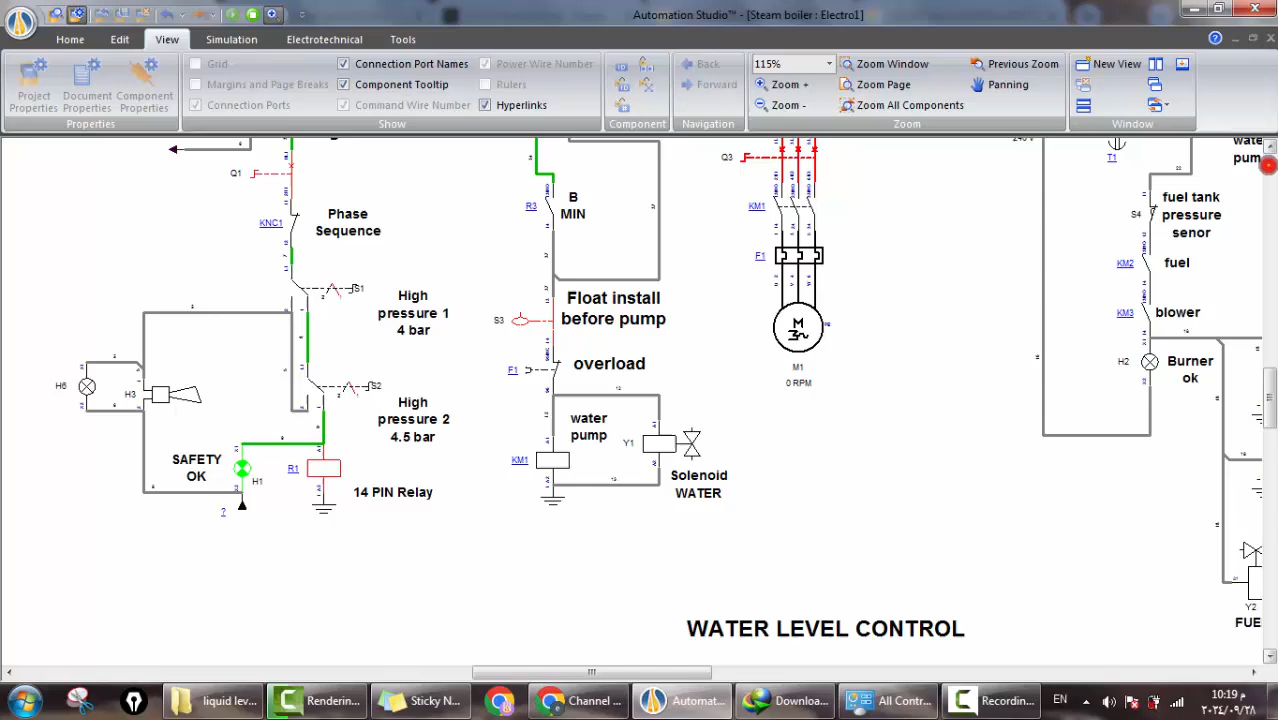 Automation Studio™ - [Steam boiler : Electro1]
Home
Edit
View
Simulation
Electrotechnical
Tools
Project
Properties
Document
Properties
Component
Properties
Properties
Grid
Margins and Page Breaks
Connection Ports
Connection Port Names
Component Tooltip
Command Wire Number
Power Wire Number
Rulers
Hyperlinks
Show
Component
Back
Forward
Navigation
115%
Zoom +
Zoom -
Zoom Window
Zoom Page
Zoom All Components
Previous Zoom
Panning
Zoom
New View
Window
Q1
KNC1
Phase
Sequence
S1
High
pressure 1
4 bar
S2
High
pressure 2
4.5 bar
H6
H3
SAFETY
OK
H1
?
R1
14 PIN Relay
R3
B
MIN
Float install
before pump
S3
F1
overload
water
pump
KM1
Y1
Solenoid
WATER
Q3
KM1
F1
M
3~
M1
0 RPM
240 V
T1
water
pum
fuel tank
pressure
senor
S4
KM2
fuel
KM3
blower
H2
Burner
ok
Y2
FUE
WATER LEVEL CONTROL
liquid lev...
Renderin...
Sticky N...
Channel ...
Automat...
Downloa...
All Contr...
Recordin...
EN
10:19 م
٢٠٢٤/٠٩/٢٨